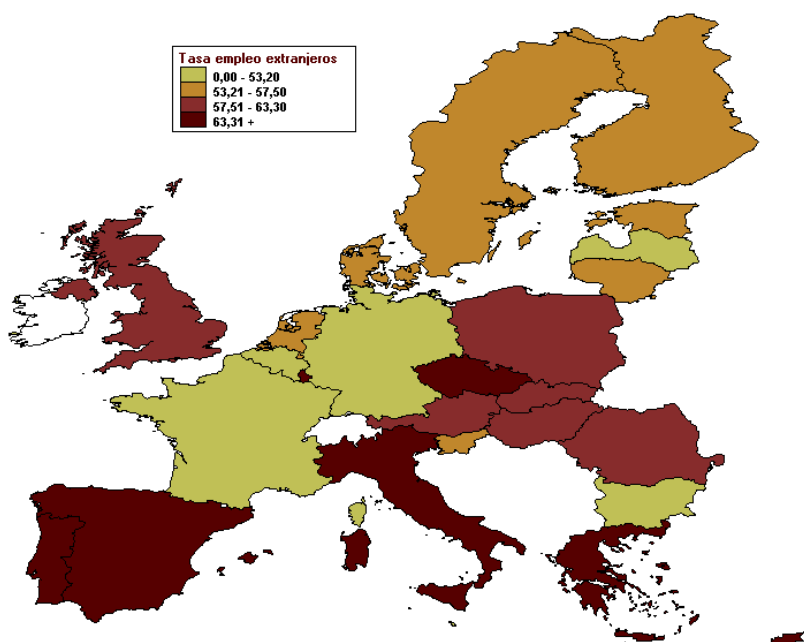 Tasa empleo extranjeros
0,00 - 53,20
53,21 - 57,50
57,51 - 63,30
63,31 +